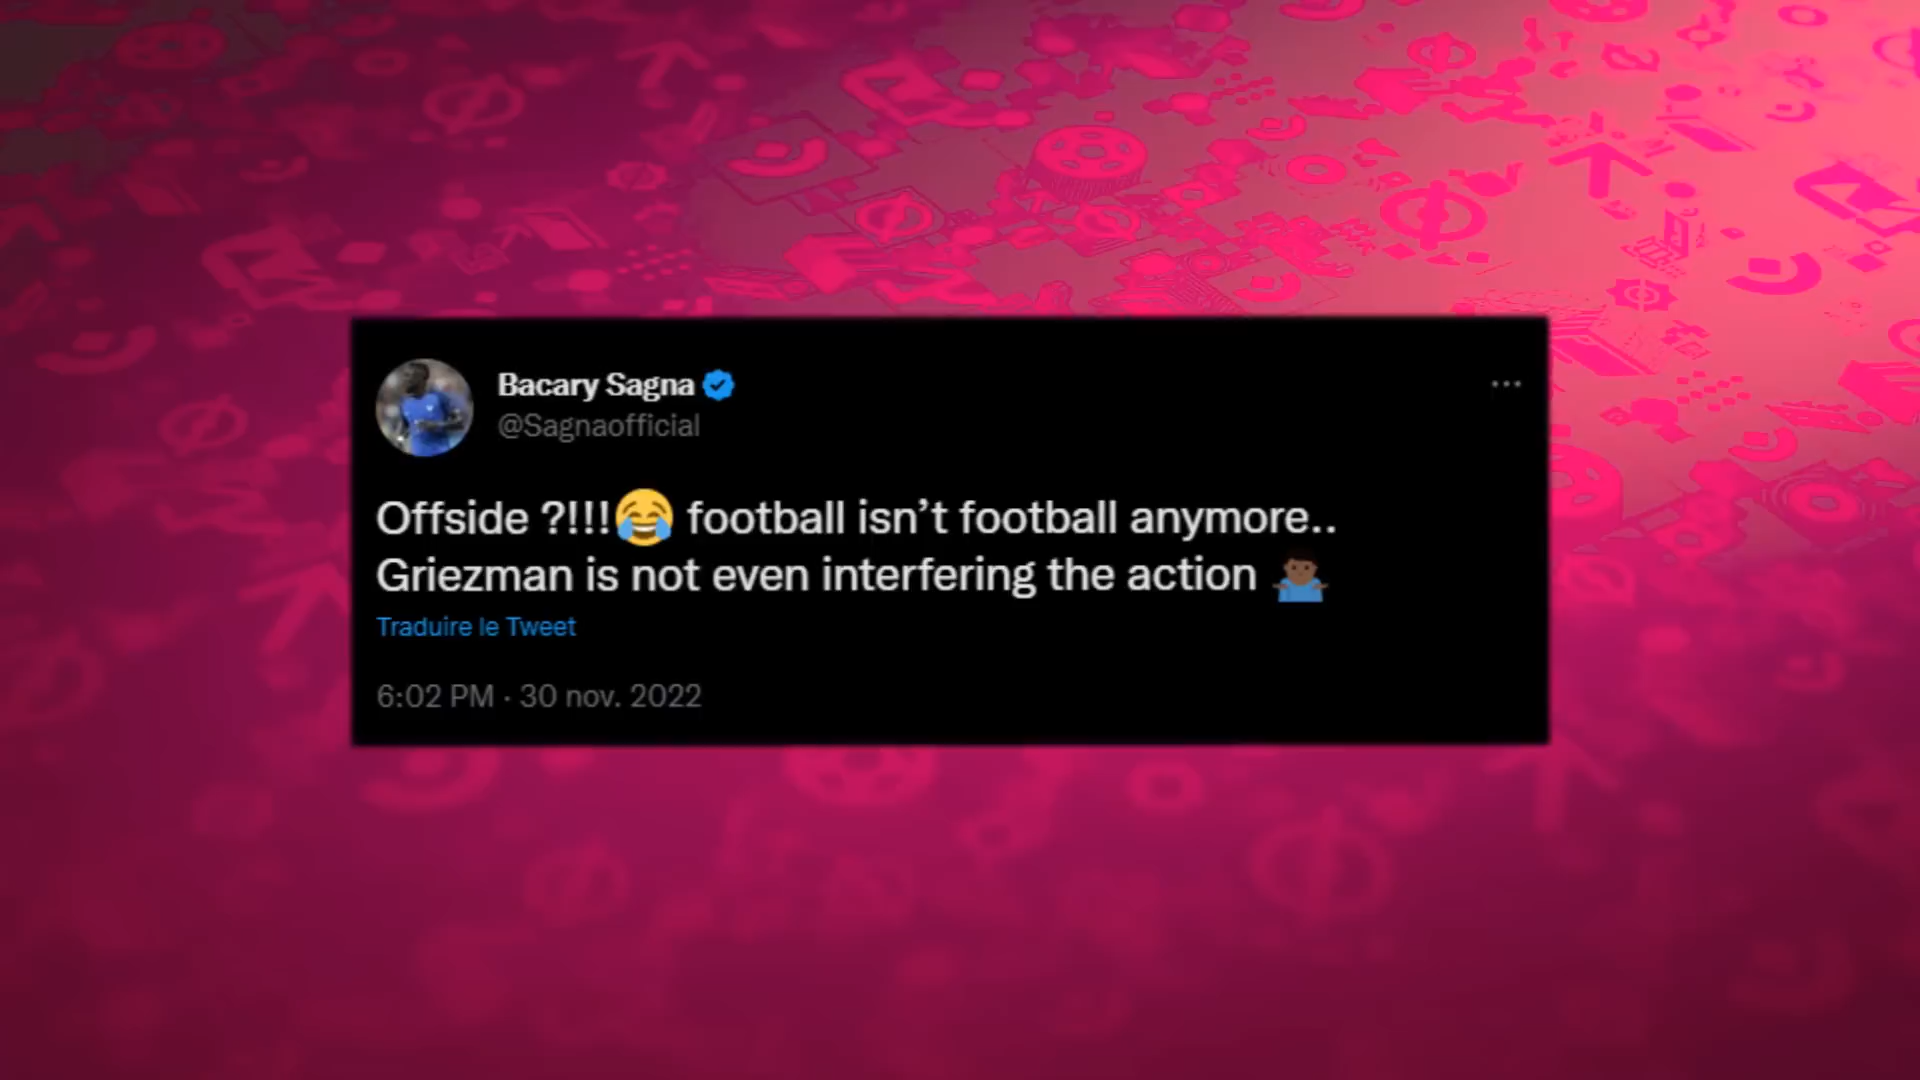 Bacary Sagna
@Sagnaofficial
Offside ?!!!😂 football isn’t football anymore..
Griezman is not even interfering the action 🤷🏿‍♂️
Traduire le Tweet
6:02 PM · 30 nov. 2022